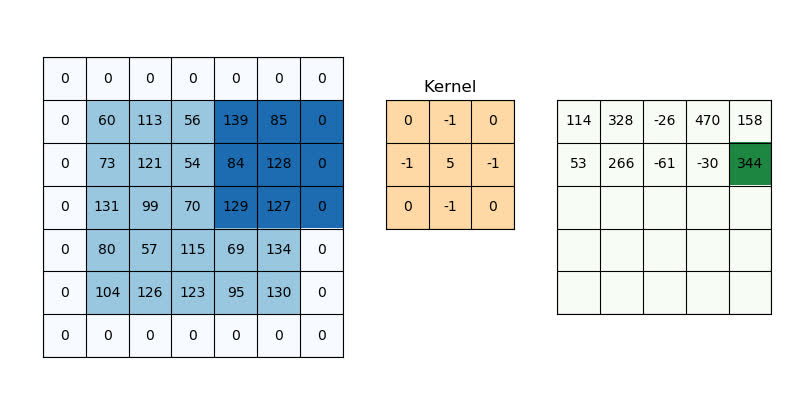 Kernel
0 0 0 0 0 0 0
0 60 113 56 139 85 0
0 73 121 54 84 128 0
0 131 99 70 129 127 0
0 80 57 115 69 134 0
0 104 126 123 95 130 0
0 0 0 0 0 0 0
0 -1 0
-1 5 -1
0 -1 0
114 328 -26 470 158
53 266 -61 -30 344